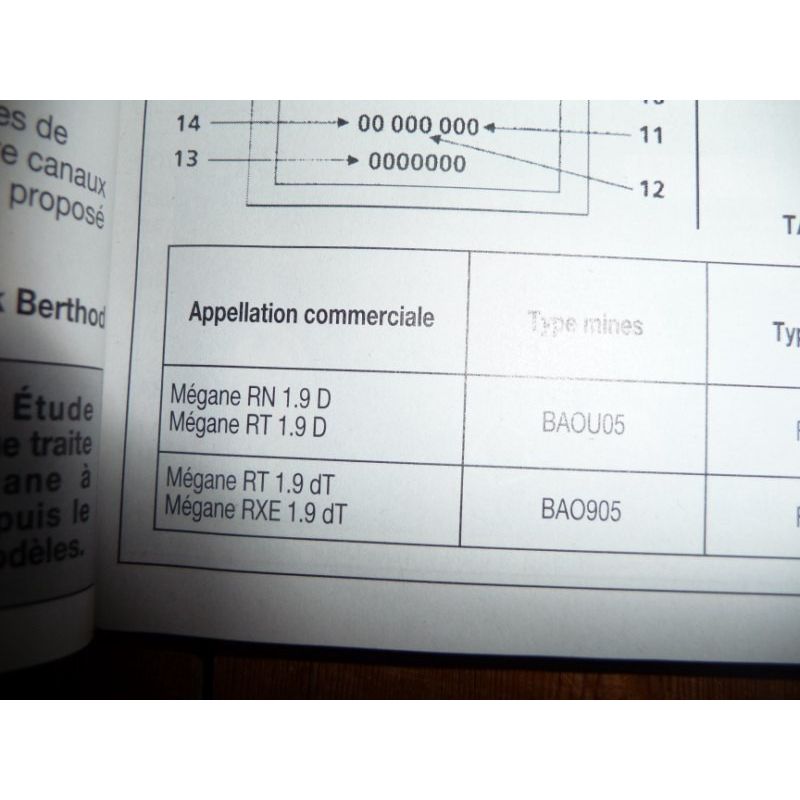 es de
e canaux
proposé
Berthod
Étude
e traite
ane à
puis le
odèles.
14 00 000 000 11
13 0000000 12
Appellation commerciale Type mines Typ
Mégane RN 1.9 D
Mégane RT 1.9 D BAOU05
Mégane RT 1.9 dT
Mégane RXE 1.9 dT BAO905